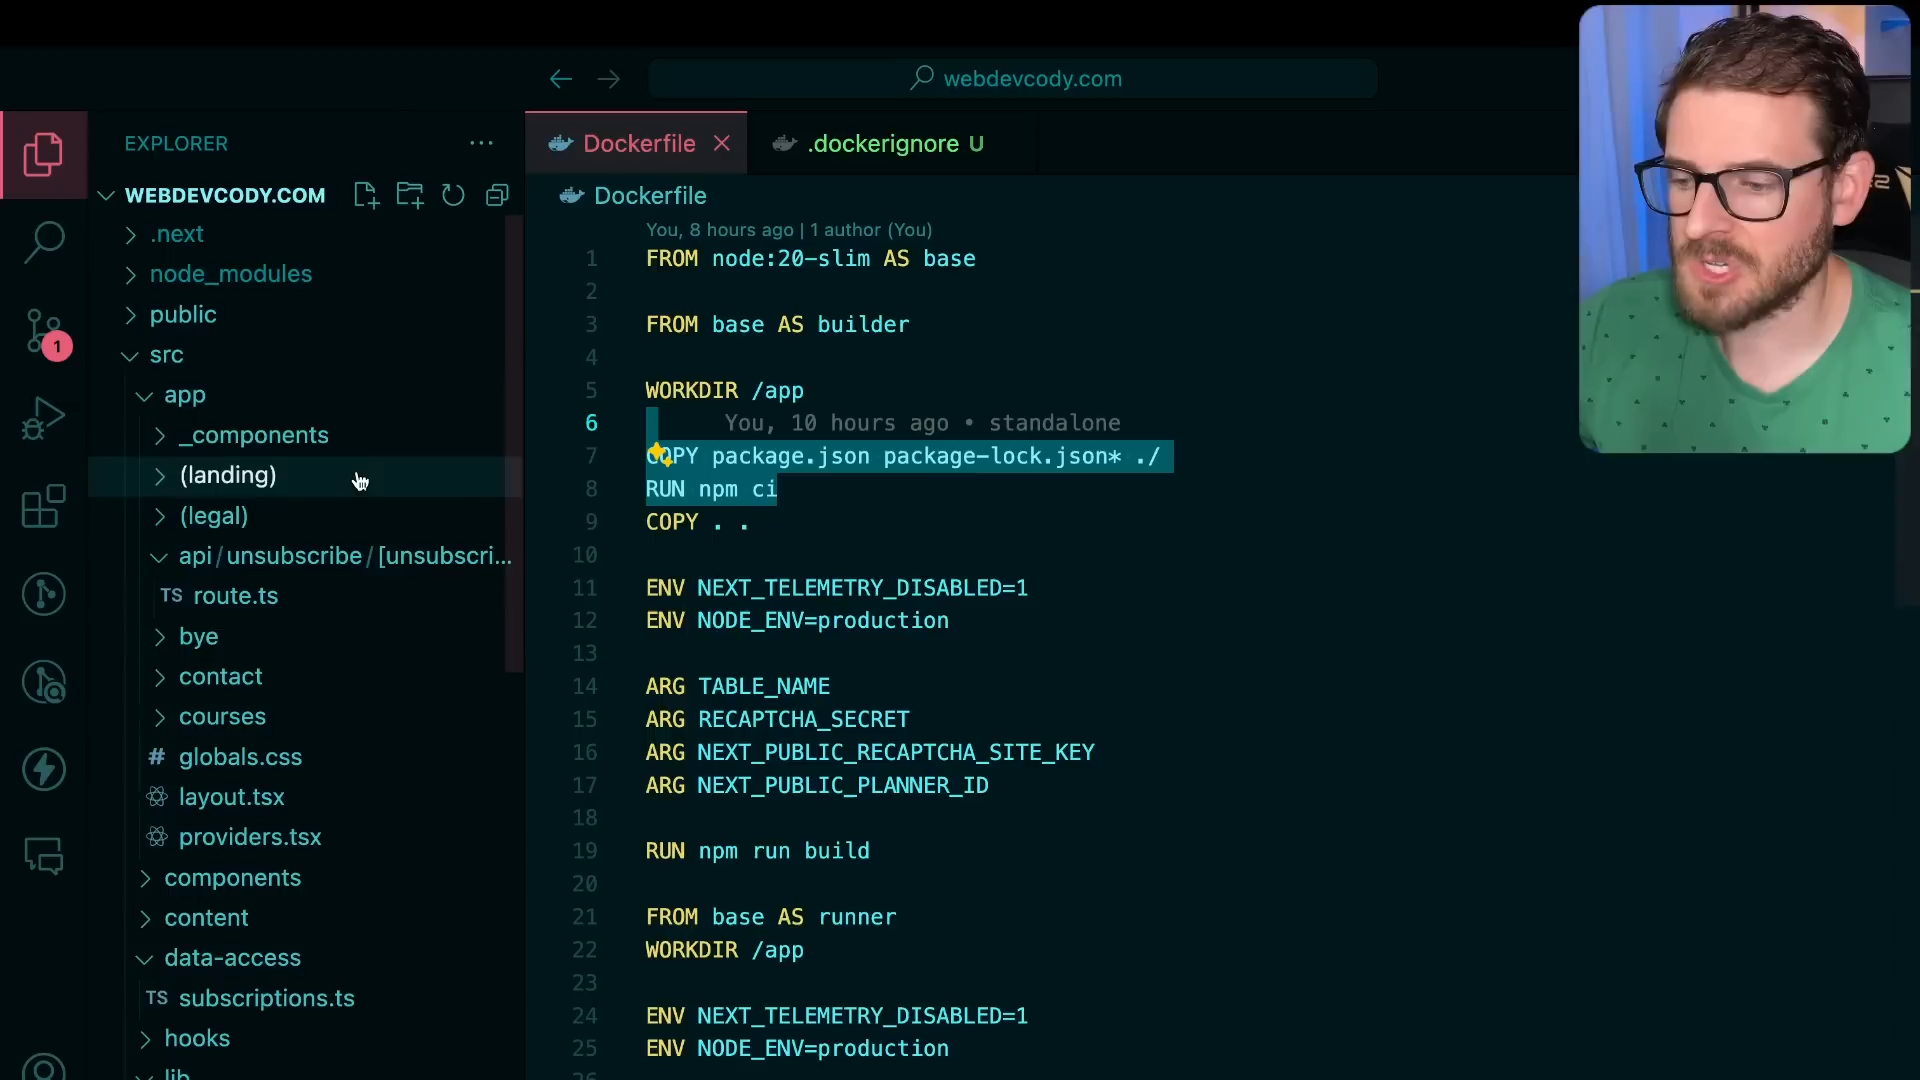 webdevcody.com
EXPLORER
WEBDEVCODY.COM
.next
node_modules
public
src
app
_components
(landing)
(legal)
api/unsubscribe/[unsubscri...
TS route.ts
bye
contact
courses
# globals.css
layout.tsx
providers.tsx
components
content
data-access
TS subscriptions.ts
hooks
lib
1
Dockerfile
.dockerignore U
Dockerfile
You, 8 hours ago | 1 author (You)
1 FROM node:20-slim AS base
2
3 FROM base AS builder
4
5 WORKDIR /app
6 You, 10 hours ago • standalone
7 COPY package.json package-lock.json* ./
8 RUN npm ci
9 COPY . .
10
11 ENV NEXT_TELEMETRY_DISABLED=1
12 ENV NODE_ENV=production
13
14 ARG TABLE_NAME
15 ARG RECAPTCHA_SECRET
16 ARG NEXT_PUBLIC_RECAPTCHA_SITE_KEY
17 ARG NEXT_PUBLIC_PLANNER_ID
18
19 RUN npm run build
20
21 FROM base AS runner
22 WORKDIR /app
23
24 ENV NEXT_TELEMETRY_DISABLED=1
25 ENV NODE_ENV=production